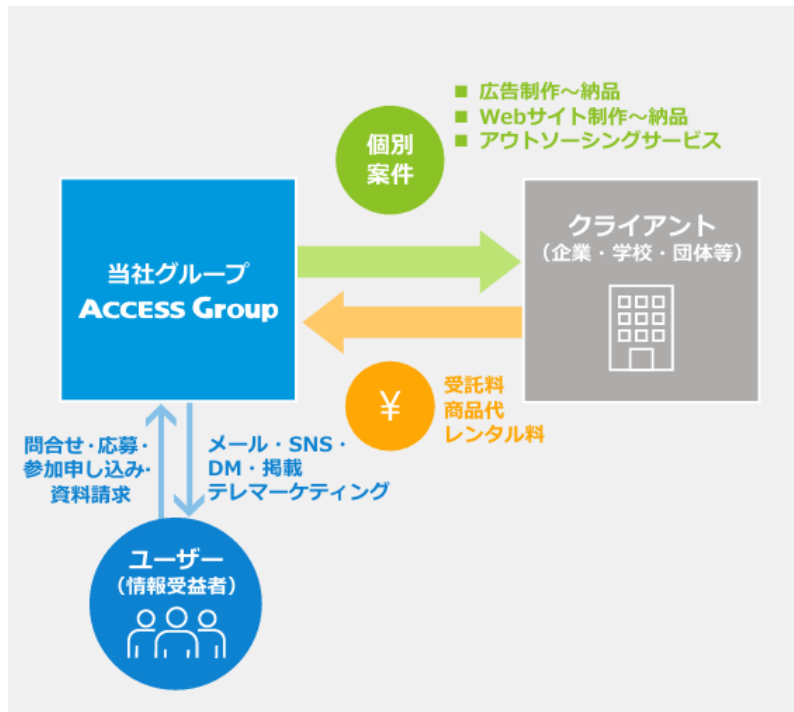 ■ 広告制作～納品
■ Webサイト制作～納品
■ アウトソーシングサービス
個別
案件
当社グループ
ACCESS Group
クライアント
（企業・学校・団体等）
¥
受託料
商品代
レンタル料
問合せ・応募・
参加申し込み・
資料請求
メール・SNS・
DM・掲載
テレマーケティング
ユーザー
（情報受益者）